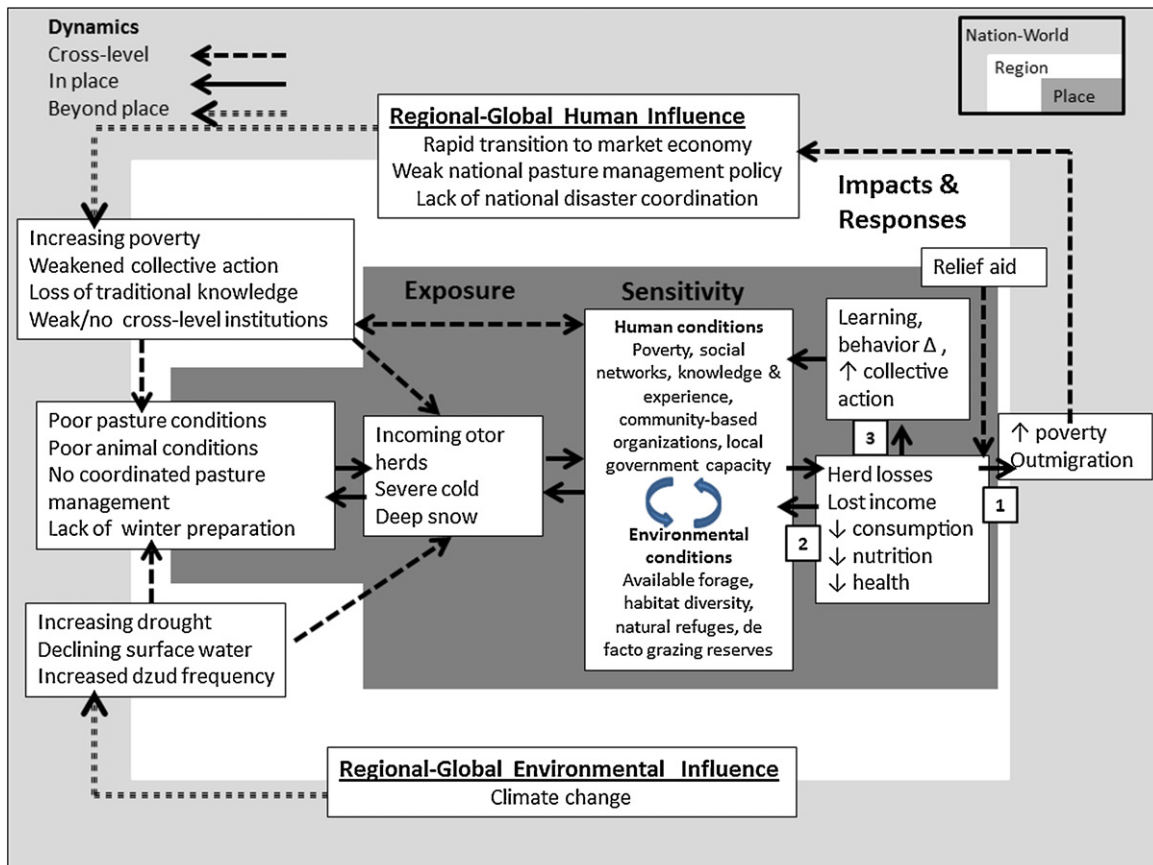 Dynamics
Cross-level
In place
Beyond place
Nation-World
Region
Place
Regional-Global Human Influence
Rapid transition to market economy
Weak national pasture management policy
Lack of national disaster coordination
Impacts &
Responses
Increasing poverty
Weakened collective action
Loss of traditional knowledge
Weak/no cross-level institutions
Relief aid
Exposure
Sensitivity
Human conditions
Poverty, social
networks, knowledge &
experience,
community-based
organizations, local
government capacity
Environmental
conditions
Available forage,
habitat diversity,
natural refuges, de
facto grazing reserves
Learning,
behavior Δ ,
↑ collective
action
Poor pasture conditions
Poor animal conditions
No coordinated pasture
management
Lack of winter preparation
Incoming otor
herds
Severe cold
Deep snow
3
↑ poverty
Outmigration
1
Herd losses
Lost income
↓ consumption
↓ nutrition
↓ health
2
Increasing drought
Declining surface water
Increased dzud frequency
Regional-Global Environmental Influence
Climate change